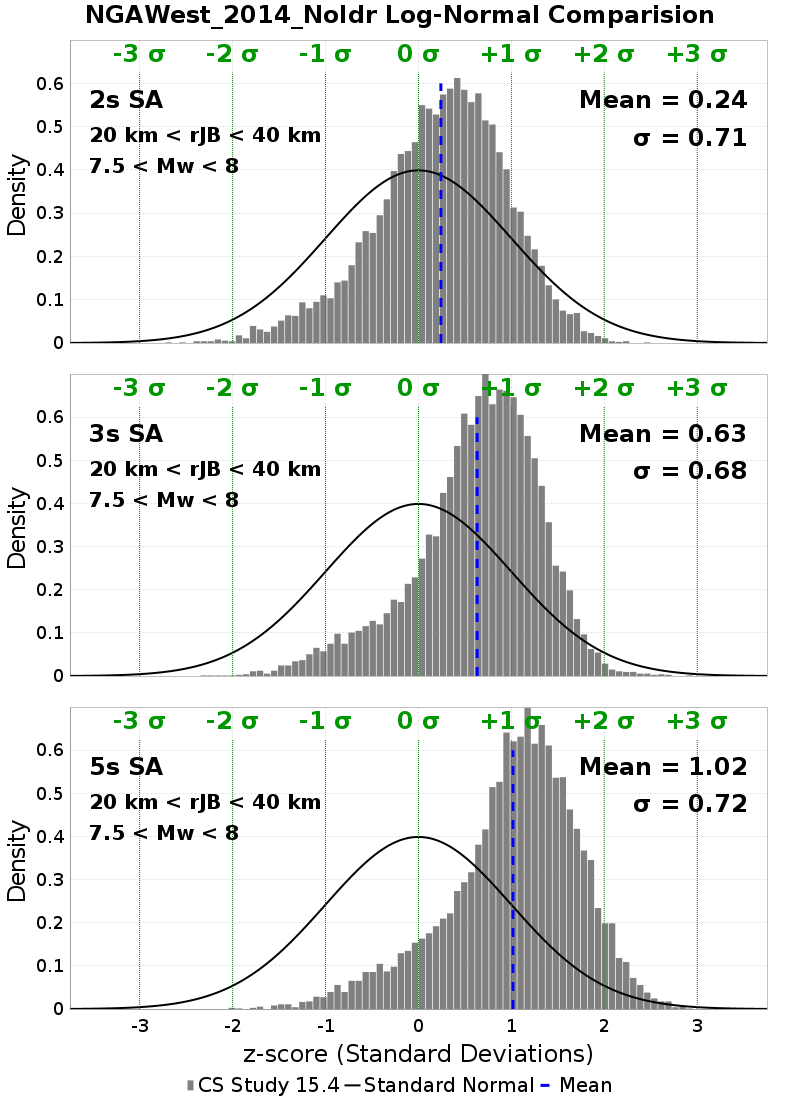 NGAWest_2014_NoIdr Log-Normal Comparision
-3 σ -2 σ -1 σ 0 σ +1 σ +2 σ +3 σ
0.6
2s SA Mean = 0.24
0.5
20 km < rJB < 40 km σ = 0.71
7.5 < Mw < 8
0.4
Density
0.3
0.2
0.1
0
-3 σ -2 σ -1 σ 0 σ +1 σ +2 σ +3 σ
0.6
3s SA Mean = 0.63
0.5
20 km < rJB < 40 km σ = 0.68
7.5 < Mw < 8
0.4
Density
0.3
0.2
0.1
0
-3 σ -2 σ -1 σ 0 σ +1 σ +2 σ +3 σ
0.6
5s SA Mean = 1.02
0.5
20 km < rJB < 40 km σ = 0.72
7.5 < Mw < 8
0.4
Density
0.3
0.2
0.1
0
-3 -2 -1 0 1 2 3
z-score (Standard Deviations)
CS Study 15.4 Standard Normal Mean